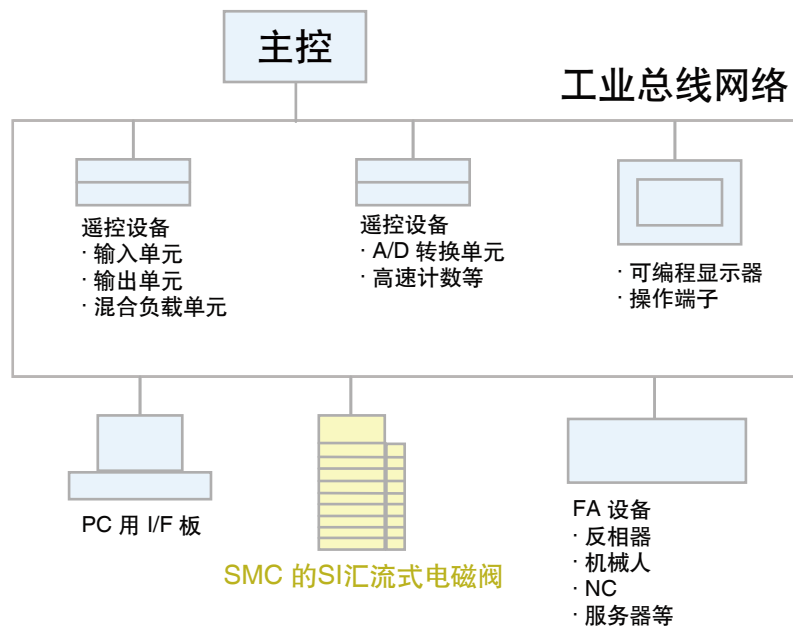 主控
工业总线网络
遥控设备
· 输入单元
· 输出单元
· 混合负载单元
遥控设备
· A/D 转换单元
· 高速计数等
· 可编程显示器
· 操作端子
PC 用 I/F 板
SMC 的SI汇流式电磁阀
FA 设备
· 反相器
· 机械人
· NC
· 服务器等